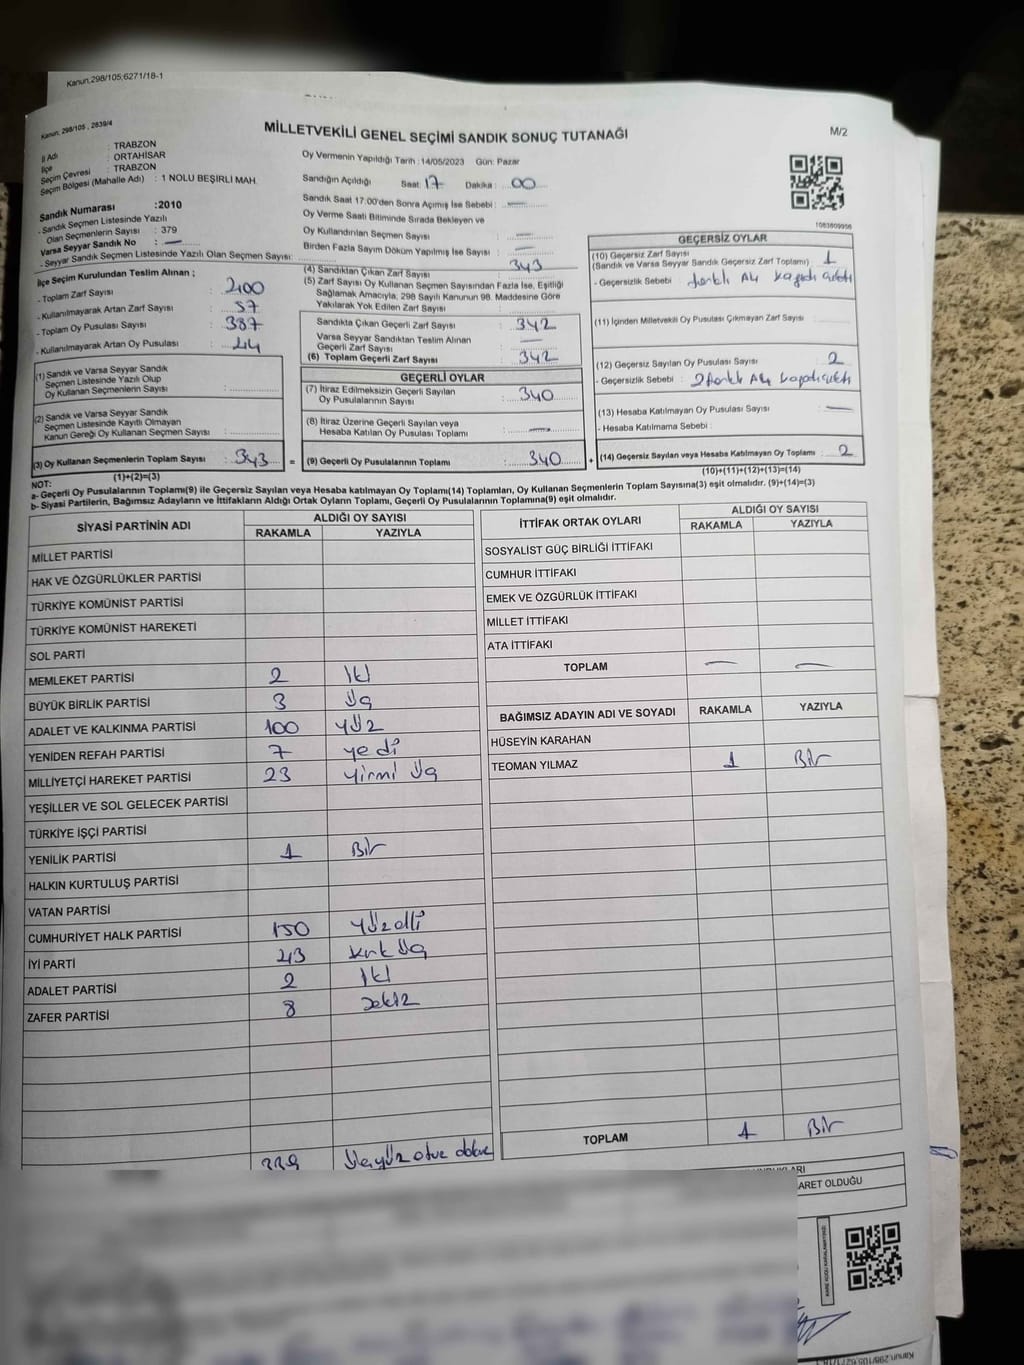 Kanun,298/105;6271/18-1
Kanun, 298/105 , 2839/4
MİLLETVEKİLİ GENEL SEÇİMİ SANDIK SONUÇ TUTANAĞI
M/2
İl Adı : TRABZON
İlçe : ORTAHİSAR
Seçim Çevresi : TRABZON
Seçim Bölgesi (Mahalle Adı) : 1 NOLU BEŞİRLİ MAH.
Oy Vermenin Yapıldığı Tarih : 14/05/2023 Gün: Pazar
Sandığın Açıldığı Saat: 17 Dakika : 00
Sandık Saat 17.00'den Sonra Açılmış İse Sebebi : —
Oy Verme Saati Bitiminde Sırada Bekleyen ve
Oy Kullandırılan Seçmen Sayısı : —
Birden Fazla Sayım Döküm Yapılmış İse Sayısı : —
1083809956
Sandık Numarası :2010
- Sandık Seçmen Listesinde Yazılı
Olan Seçmenlerin Sayısı : 379
Varsa Seyyar Sandık No : —
- Seyyar Sandık Seçmen Listesinde Yazılı Olan Seçmen Sayısı:
İlçe Seçim Kurulundan Teslim Alınan ;
- Toplam Zarf Sayısı : 400
- Kullanılmayarak Artan Zarf Sayısı : 57
- Toplam Oy Pusulası Sayısı : 387
- Kullanılmayarak Artan Oy Pusulası : 44
(1) Sandık ve Varsa Seyyar Sandık
Seçmen Listesinde Yazılı Olup
Oy Kullanan Seçmenlerin Sayısı :
(2) Sandık ve Varsa Seyyar Sandık
Seçmen Listesinde Kayıtlı Olmayan
Kanun Gereği Oy Kullanan Seçmen Sayısı :
(3) Oy Kullanan Seçmenlerin Toplam Sayısı : 343 =
(1)+(2)=(3)
(4) Sandıktan Çıkan Zarf Sayısı : 343
(5) Zarf Sayısı Oy Kullanan Seçmen Sayısından Fazla İse, Eşitliği
Sağlamak Amacıyla; 298 Sayılı Kanunun 98. Maddesine Göre
Yakılarak Yok Edilen Zarf Sayısı :
Sandıkta Çıkan Geçerli Zarf Sayısı : 342
Varsa Seyyar Sandıktan Teslim Alınan
Geçerli Zarf Sayısı : —
(6) Toplam Geçerli Zarf Sayısı : 342
GEÇERLİ OYLAR
(7) İtiraz Edilmeksizin Geçerli Sayılan
Oy Pusulalarının Sayısı : 340
(8) İtiraz Üzerine Geçerli Sayılan veya
Hesaba Katılan Oy Pusulası Toplamı : —
(9) Geçerli Oy Pusulalarının Toplamı : 340 +
GEÇERSİZ OYLAR
(10) Geçersiz Zarf Sayısı : 1
(Sandık ve Varsa Seyyar Sandık Geçersiz Zarf Toplamı)
- Geçersizlik Sebebi :
(11) İçinden Milletvekili Oy Pusulası Çıkmayan Zarf Sayısı :
(12) Geçersiz Sayılan Oy Pusulası Sayısı : 2
- Geçersizlik Sebebi :
(13) Hesaba Katılmayan Oy Pusulası Sayısı : —
- Hesaba Katılmama Sebebi :
(14) Geçersiz Sayılan veya Hesaba Katılmayan Oy Toplamı : 2
(10)+(11)+(12)+(13)=(14)
NOT:
a- Geçerli Oy Pusulalarının Toplamı(9) ile Geçersiz Sayılan veya Hesaba katılmayan Oy Toplamı(14) Toplamları, Oy Kullanan Seçmenlerin Toplam Sayısına(3) eşit olmalıdır. (9)+(14)=(3)
b- Siyasi Partilerin, Bağımsız Adayların ve İttifakların Aldığı Ortak Oyların Toplamı, Geçerli Oy Pusulalarının Toplamına(9) eşit olmalıdır.
SİYASİ PARTİNİN ADI ALDIĞI OY SAYISI
RAKAMLA YAZIYLA
MİLLET PARTİSİ
HAK VE ÖZGÜRLÜKLER PARTİSİ
TÜRKİYE KOMÜNİST PARTİSİ
TÜRKİYE KOMÜNİST HAREKETİ
SOL PARTİ
MEMLEKET PARTİSİ 2 İki
BÜYÜK BİRLİK PARTİSİ 3 Üç
ADALET VE KALKINMA PARTİSİ 100 Yüz
YENİDEN REFAH PARTİSİ 7 yedi
MİLLİYETÇİ HAREKET PARTİSİ 23 yirmi üç
YEŞİLLER VE SOL GELECEK PARTİSİ
TÜRKİYE İŞÇİ PARTİSİ
YENİLİK PARTİSİ 1 Bir
HALKIN KURTULUŞ PARTİSİ
VATAN PARTİSİ
CUMHURİYET HALK PARTİSİ 150 Yüzelli
İYİ PARTİ 43 kırk üç
ADALET PARTİSİ 2 İki
ZAFER PARTİSİ 8 Sekiz
339
İTTİFAK ORTAK OYLARI ALDIĞI OY SAYISI
RAKAMLA YAZIYLA
SOSYALİST GÜÇ BİRLİĞİ İTTİFAKI
CUMHUR İTTİFAKI
EMEK VE ÖZGÜRLÜK İTTİFAKI
MİLLET İTTİFAKI
ATA İTTİFAKI
TOPLAM — —
BAĞIMSIZ ADAYIN ADI VE SOYADI RAKAMLA YAZIYLA
HÜSEYİN KARAHAN
TEOMAN YILMAZ 1 Bir
TOPLAM 1 Bir
ARET OLDUĞU